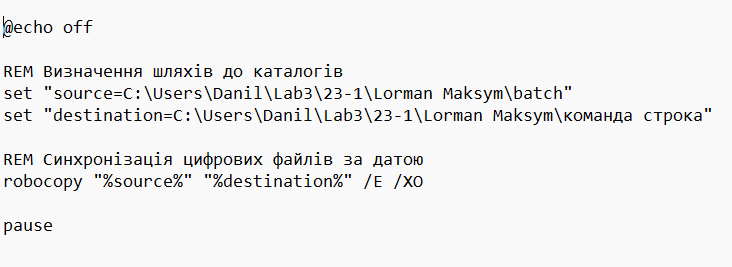 @echo off
REM Визначення шляхів до каталогів
set "source=C:\Users\Danil\Lab3\23-1\Lorman Maksym\batch"
set "destination=C:\Users\Danil\Lab3\23-1\Lorman Maksym\команда строка"
REM Синхронізація цифрових файлів за датою
robocopy "%source%" "%destination%" /E /XO
pause